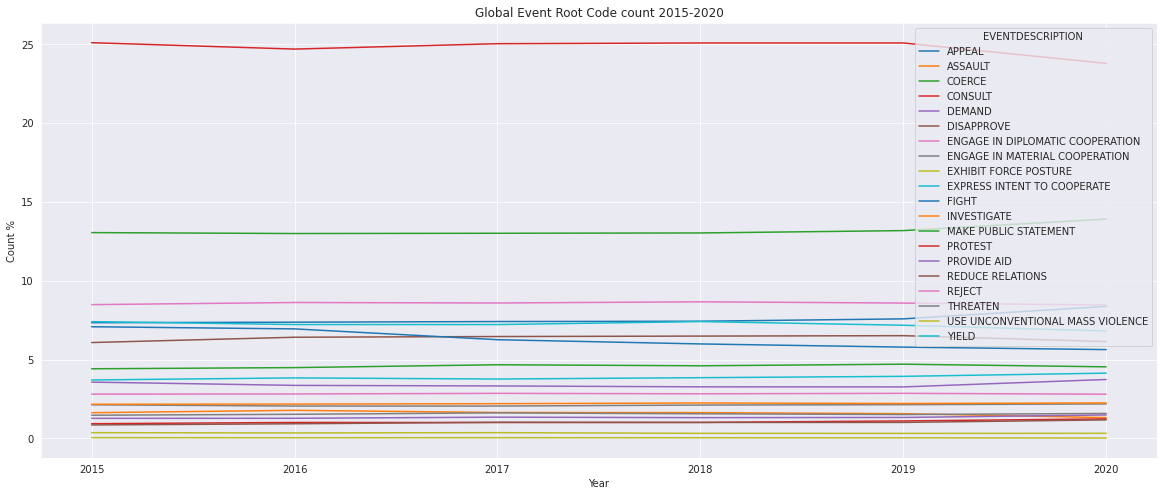 Global Event Root Code count 2015-2020
EVENTDESCRIPTION
APPEAL
ASSAULT
COERCE
CONSULT
DEMAND
DISAPPROVE
ENGAGE IN DIPLOMATIC COOPERATION
ENGAGE IN MATERIAL COOPERATION
EXHIBIT FORCE POSTURE
EXPRESS INTENT TO COOPERATE
FIGHT
INVESTIGATE
MAKE PUBLIC STATEMENT
PROTEST
PROVIDE AID
REDUCE RELATIONS
REJECT
THREATEN
USE UNCONVENTIONAL MASS VIOLENCE
YIELD
Count %
25
20
15
10
5
0
2015
2016
2017
2018
2019
2020
Year